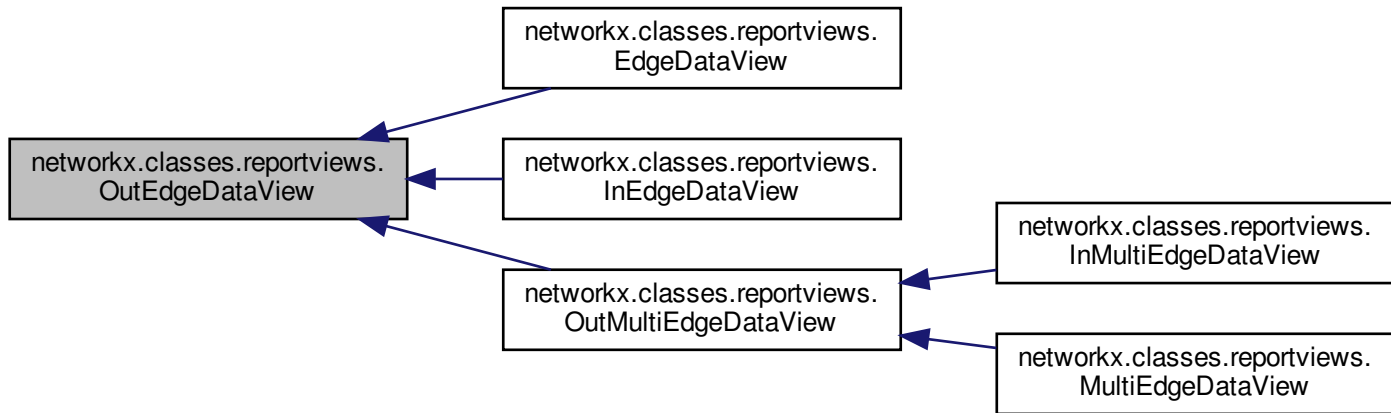 networkx.classes.reportviews.
EdgeDataView
networkx.classes.reportviews.
OutEdgeDataView
networkx.classes.reportviews.
InEdgeDataView
networkx.classes.reportviews.
OutMultiEdgeDataView
networkx.classes.reportviews.
InMultiEdgeDataView
networkx.classes.reportviews.
MultiEdgeDataView